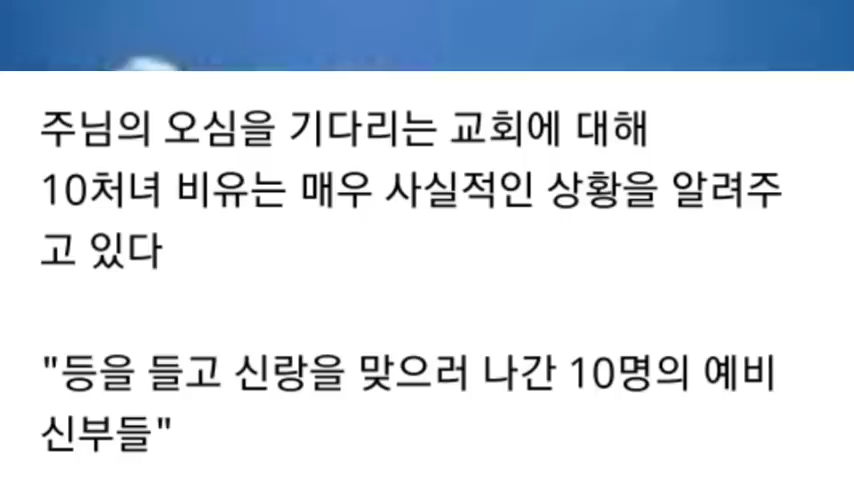 주님의 오심을 기다리는 교회에 대해
10처녀 비유는 매우 사실적인 상황을 알려주
고 있다
"등을 들고 신랑을 맞으러 나간 10명의 예비
신부들"